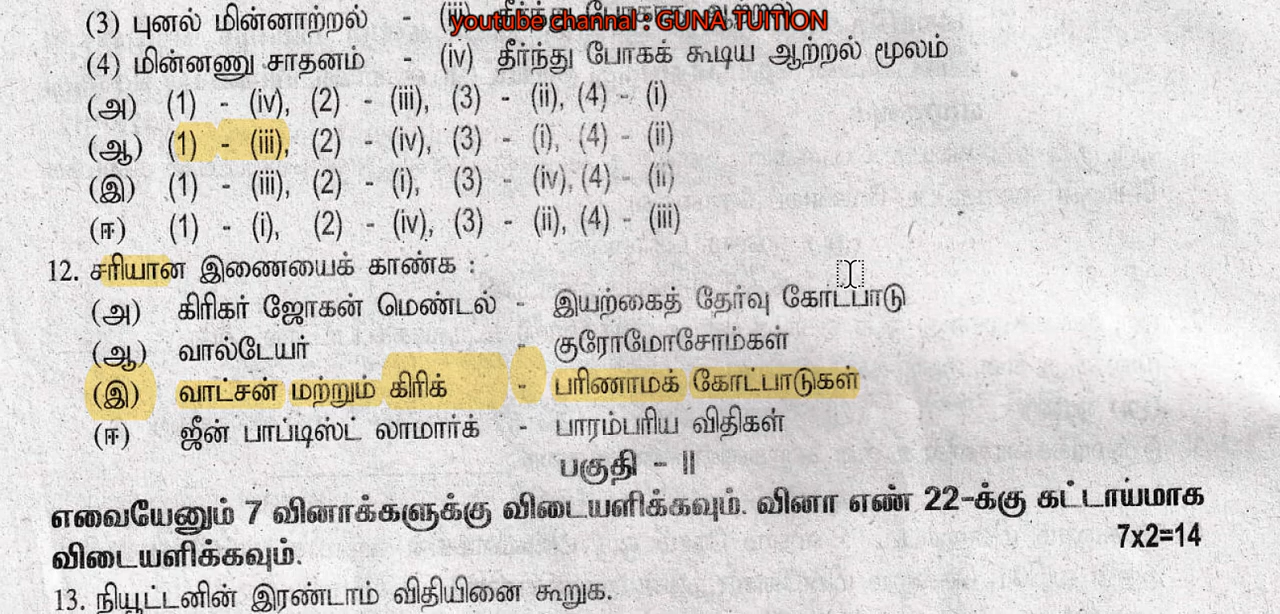 (3) புனல் மின்னாற்றல் - (iii) தீர்ந்து போகாத ஆற்றல்
youtube channal : GUNA TUITION
(4) மின்னணு சாதனம் - (iv) தீர்ந்து போகக் கூடிய ஆற்றல் மூலம்
(அ) (1) - (iv), (2) - (iii), (3) - (ii), (4) - (i)
(ஆ) (1) - (iii), (2) - (iv), (3) - (i), (4) - (ii)
(இ) (1) - (iii), (2) - (i), (3) - (iv), (4) - (ii)
(ஈ) (1) - (i), (2) - (iv), (3) - (ii), (4) - (iii)
12. சரியான இணையைக் காண்க :
(அ) கிரிகர் ஜோகன் மெண்டல் - இயற்கைத் தேர்வு கோட்பாடு
(ஆ) வால்டேயர் - குரோமோசோம்கள்
(இ) வாட்சன் மற்றும் கிரிக் - பரிணாமக் கோட்பாடுகள்
(ஈ) ஜீன் பாப்டிஸ்ட் லாமார்க் - பாரம்பரிய விதிகள்
பகுதி - II
எவையேனும் 7 வினாக்களுக்கு விடையளிக்கவும். வினா எண் 22-க்கு கட்டாய்மாக
விடையளிக்கவும். 7x2=14
13. நியூட்டனின் இரண்டாம் விதியினை கூறுக.